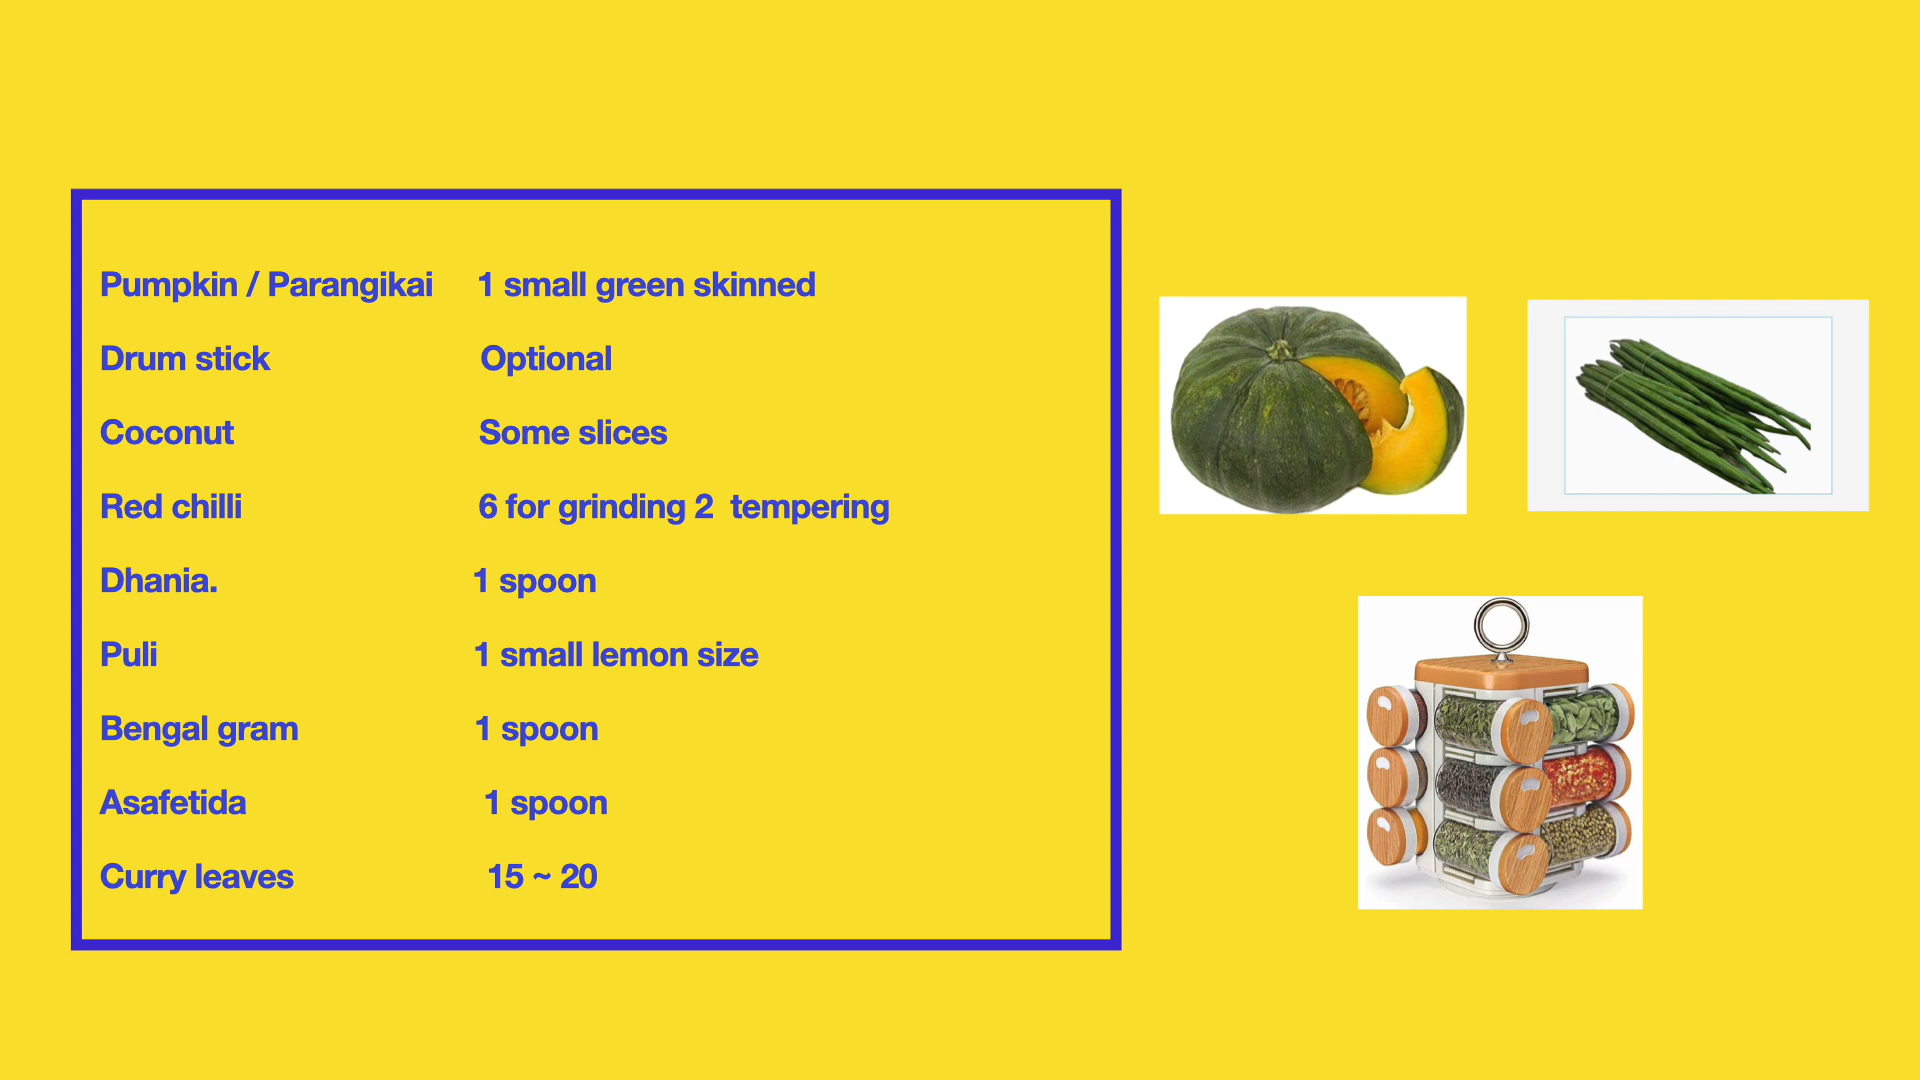 Pumpkin / Parangikai 1 small green skinned
Drum stick Optional
Coconut Some slices
Red chilli 6 for grinding 2 tempering
Dhania. 1 spoon
Puli 1 small lemon size
Bengal gram 1 spoon
Asafetida 1 spoon
Curry leaves 15 ~ 20